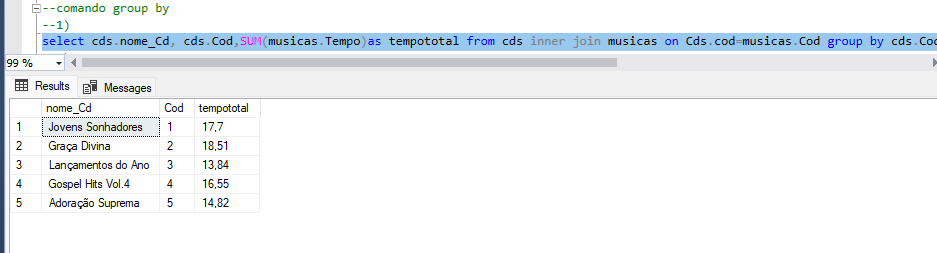 --comando group by
--1)
select cds.nome_Cd, cds.Cod,SUM(musicas.Tempo)as tempototal from cds inner join musicas on Cds.cod=musicas.Cod group by cds.Cod
99 %
Results Messages
nome_Cd Cod tempototal
1 Jovens Sonhadores 1 17,7
2 Graça Divina 2 18,51
3 Lançamentos do Ano 3 13,84
4 Gospel Hits Vol.4 4 16,55
5 Adoração Suprema 5 14,82